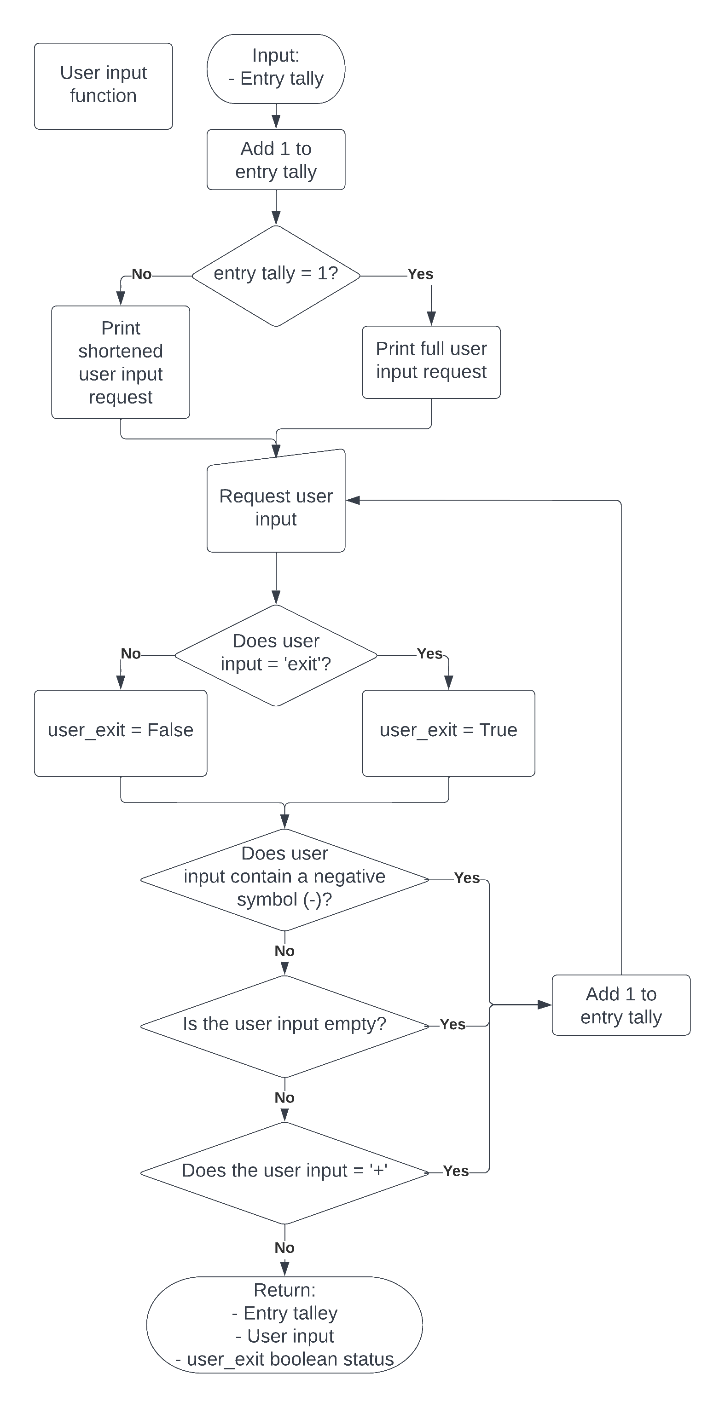 User input
function
Input:
- Entry tally
Add 1 to
entry tally
entry tally = 1?
No
Yes
Print
shortened
user input
request
Print full user
input request
Request user
input
Does user
input = 'exit'?
No
Yes
user_exit = False
user_exit = True
Does user
input contain a negative
symbol (-)?
Yes
No
Is the user input empty?
Yes
Add 1 to
entry tally
No
Does the user input = '+'
Yes
No
Return:
- Entry talley
- User input
- user_exit boolean status